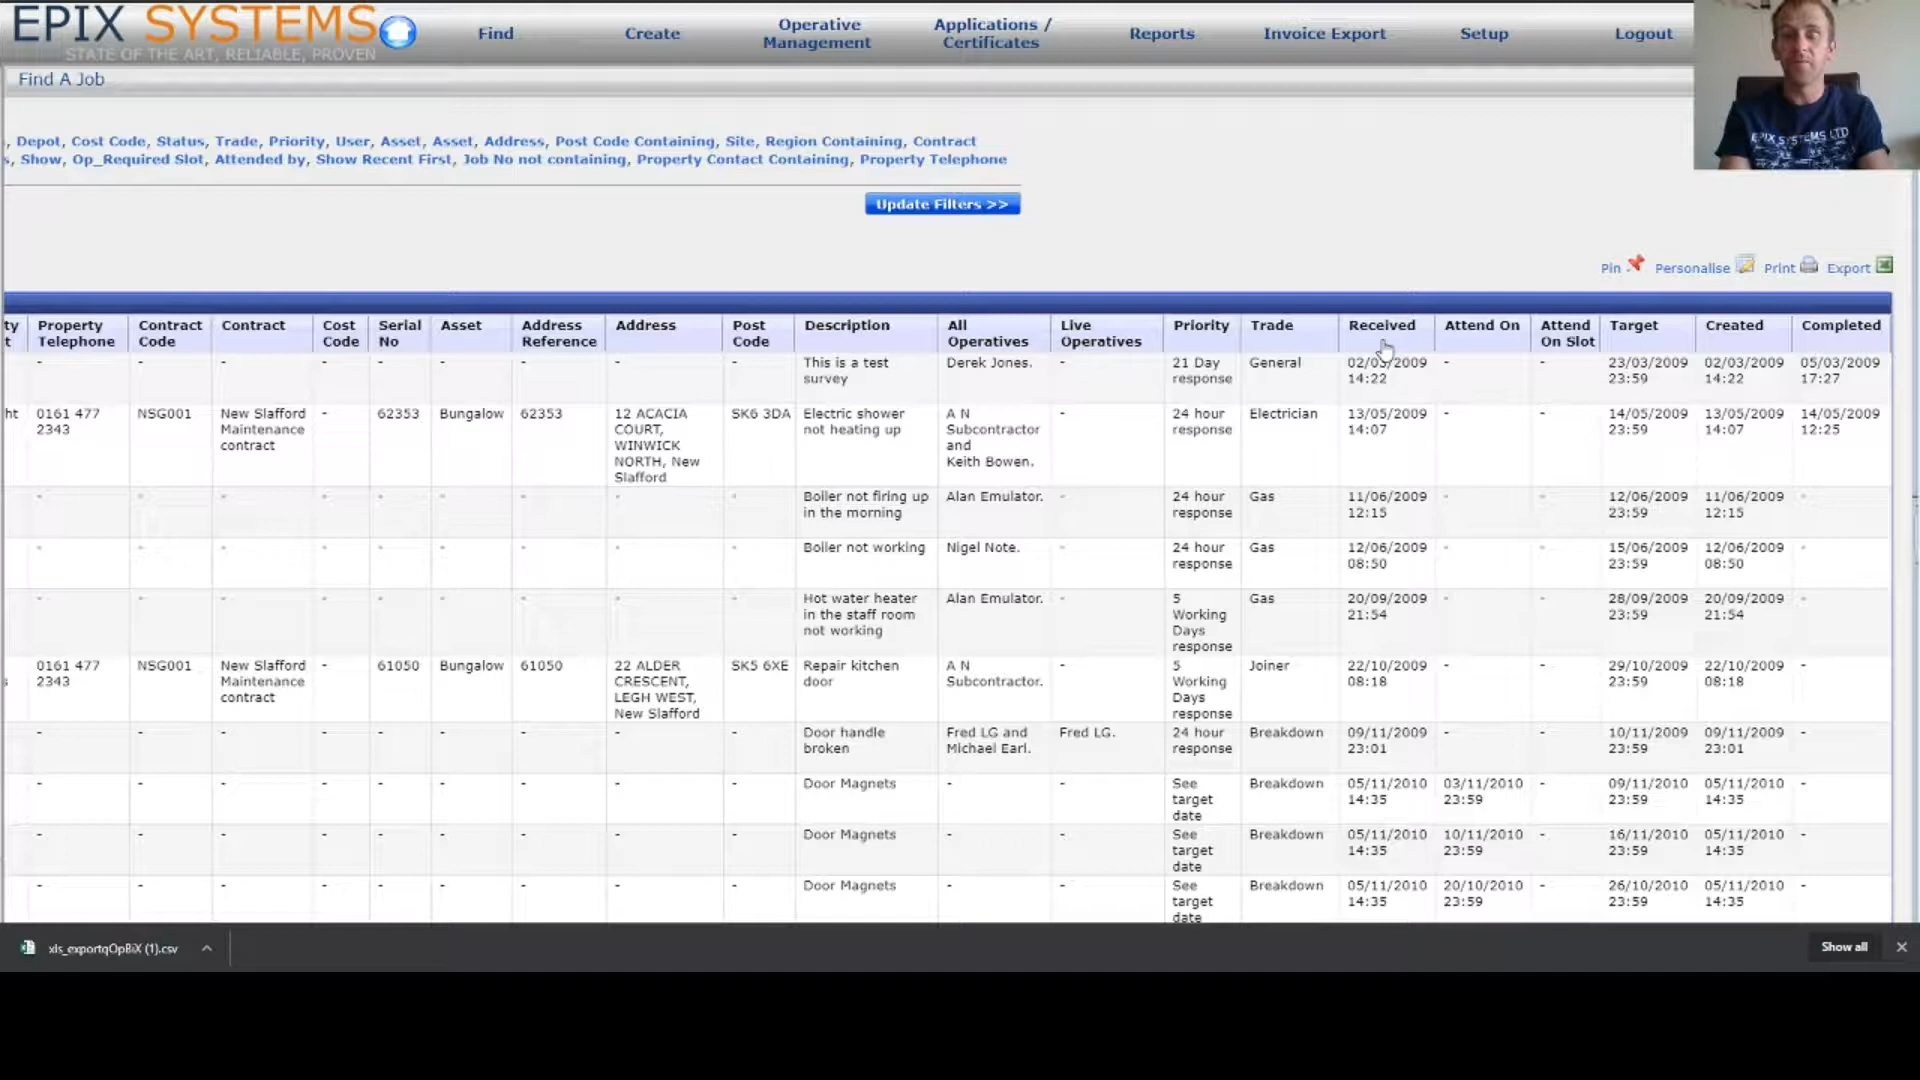 EPIX SYSTEMS
STATE OF THE ART, RELIABLE, PROVEN
Find
Create
Operative
Management
Applications /
Certificates
Reports
Invoice Export
Setup
Logout
EPIX SYSTEMS LTD
Find A Job
, Depot, Cost Code, Status, Trade, Priority, User, Asset, Asset, Address, Post Code Containing, Site, Region Containing, Contract
s, Show, Op_Required Slot, Attended by, Show Recent First, Job No not containing, Property Contact Containing, Property Telephone
Update Filters >>
Pin Personalise Print Export
ty Property Contract Contract Cost Serial Asset Address Address Post Description All Live Priority Trade Received Attend On Attend Target Created Completed
t Telephone Code Code No Reference Code Operatives Operatives On Slot
- - - - - - - - - This is a test Derek Jones. - 21 Day General 02/03/2009 - - 23/03/2009 02/03/2009 05/03/2009
survey response 14:22 23:59 14:22 17:27
ht 0161 477 NSG001 New Slafford - 62353 Bungalow 62353 12 ACACIA SK6 3DA Electric shower A N - 24 hour Electrician 13/05/2009 - - 14/05/2009 13/05/2009 14/05/2009
2343 Maintenance COURT, not heating up Subcontractor response 14:07 23:59 14:07 12:25
contract WINWICK and
NORTH, New Keith Bowen.
Slafford
- - - - - - - - - Boiler not firing up Alan Emulator. - 24 hour Gas 11/06/2009 - - 12/06/2009 11/06/2009 -
in the morning response 12:15 23:59 12:15
- - - - - - - - - Boiler not working Nigel Note. - 24 hour Gas 12/06/2009 - - 15/06/2009 12/06/2009 -
response 08:50 23:59 08:50
- - - - - - - - - Hot water heater Alan Emulator. - 5 Gas 20/09/2009 - - 28/09/2009 20/09/2009 -
in the staff room Working 21:54 23:59 21:54
not working Days
response
s 0161 477 NSG001 New Slafford - 61050 Bungalow 61050 22 ALDER SK5 6XE Repair kitchen A N - 5 Joiner 22/10/2009 - - 29/10/2009 22/10/2009 -
2343 Maintenance CRESCENT, door Subcontractor. Working 08:18 23:59 08:18
contract LEGH WEST, Days
New Slafford response
- - - - - - - - - Door handle Fred LG and Fred LG. 24 hour Breakdown 09/11/2009 - - 10/11/2009 09/11/2009 -
broken Michael Earl. response 23:01 23:59 23:01
- - - - - - - - - Door Magnets - - See Breakdown 05/11/2010 03/11/2010 - 09/11/2010 05/11/2010 -
target 14:35 23:59 23:59 14:35
date
- - - - - - - - - Door Magnets - - See Breakdown 05/11/2010 10/11/2010 - 16/11/2010 05/11/2010 -
target 14:35 23:59 23:59 14:35
date
- - - - - - - - - Door Magnets - - See Breakdown 05/11/2010 20/10/2010 - 26/10/2010 05/11/2010 -
target 14:35 23:59 23:59 14:35
date
xls_exportqOpBiX (1).csv
Show all